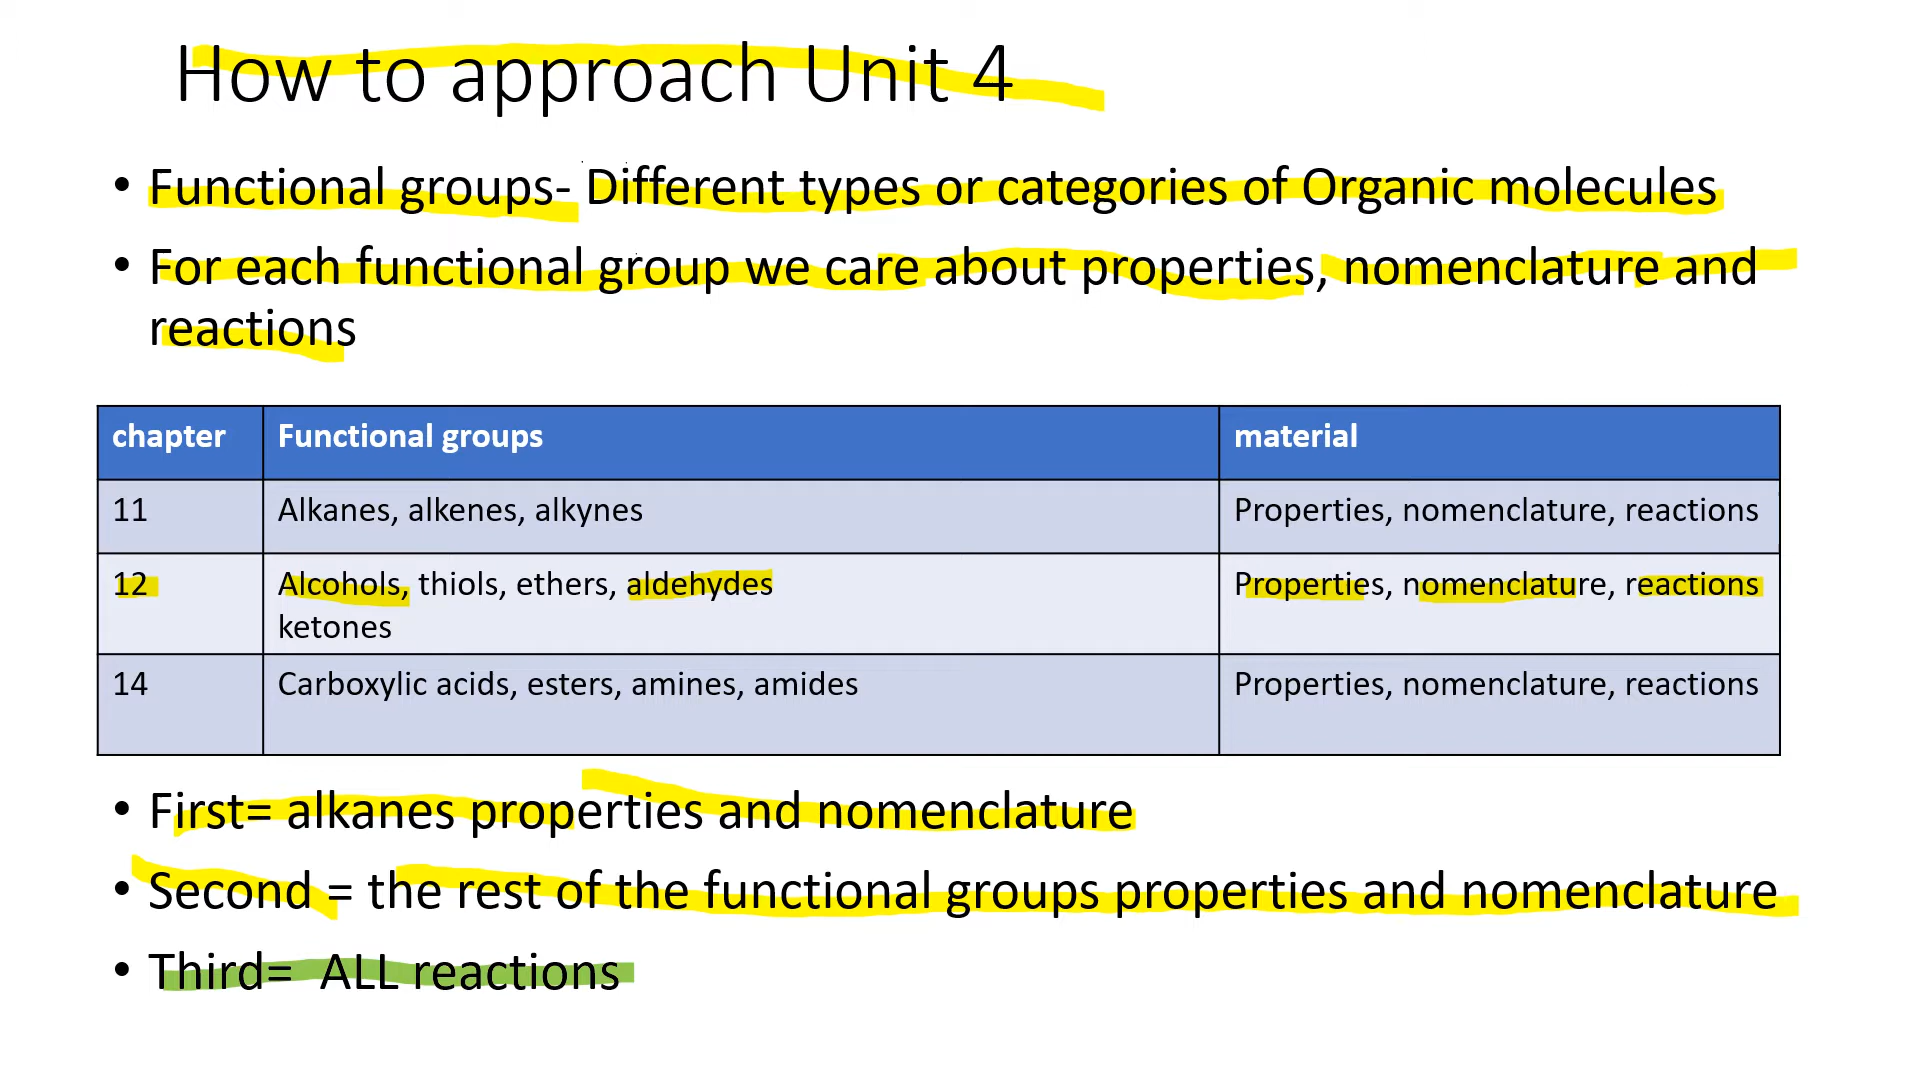 How to approach Unit 4
• Functional groups- Different types or categories of Organic molecules
• For each functional group we care about properties, nomenclature and
reactions
chapter Functional groups material
11 Alkanes, alkenes, alkynes Properties, nomenclature, reactions
12 Alcohols, thiols, ethers, aldehydes Properties, nomenclature, reactions
ketones
14 Carboxylic acids, esters, amines, amides Properties, nomenclature, reactions
• First= alkanes properties and nomenclature
• Second = the rest of the functional groups properties and nomenclature
• Third= ALL reactions